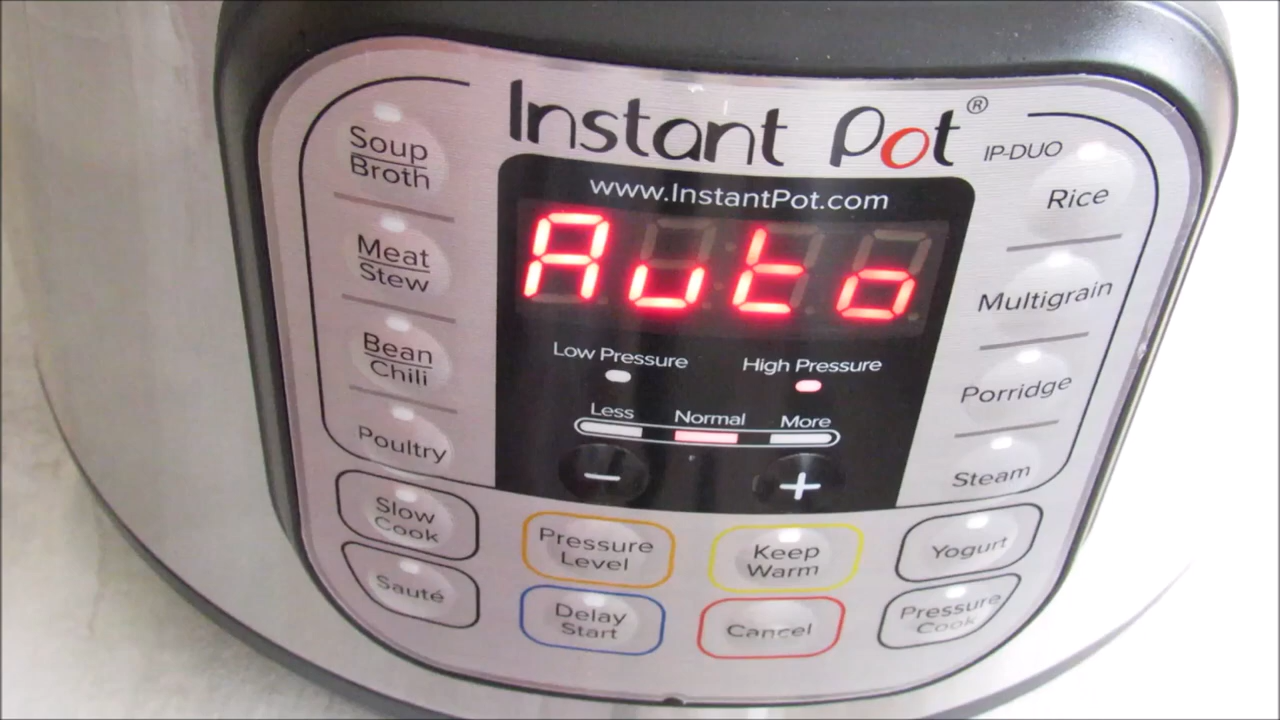 Instant Pot®
IP-DUO
www.InstantPot.com
Auto
Low Pressure
High Pressure
Less
Normal
More
−
+
Soup
Broth
Meat
Stew
Bean
Chili
Poultry
Slow
Cook
Sauté
Rice
Multigrain
Porridge
Steam
Yogurt
Pressure
Cook
Pressure
Level
Keep
Warm
Delay
Start
Cancel